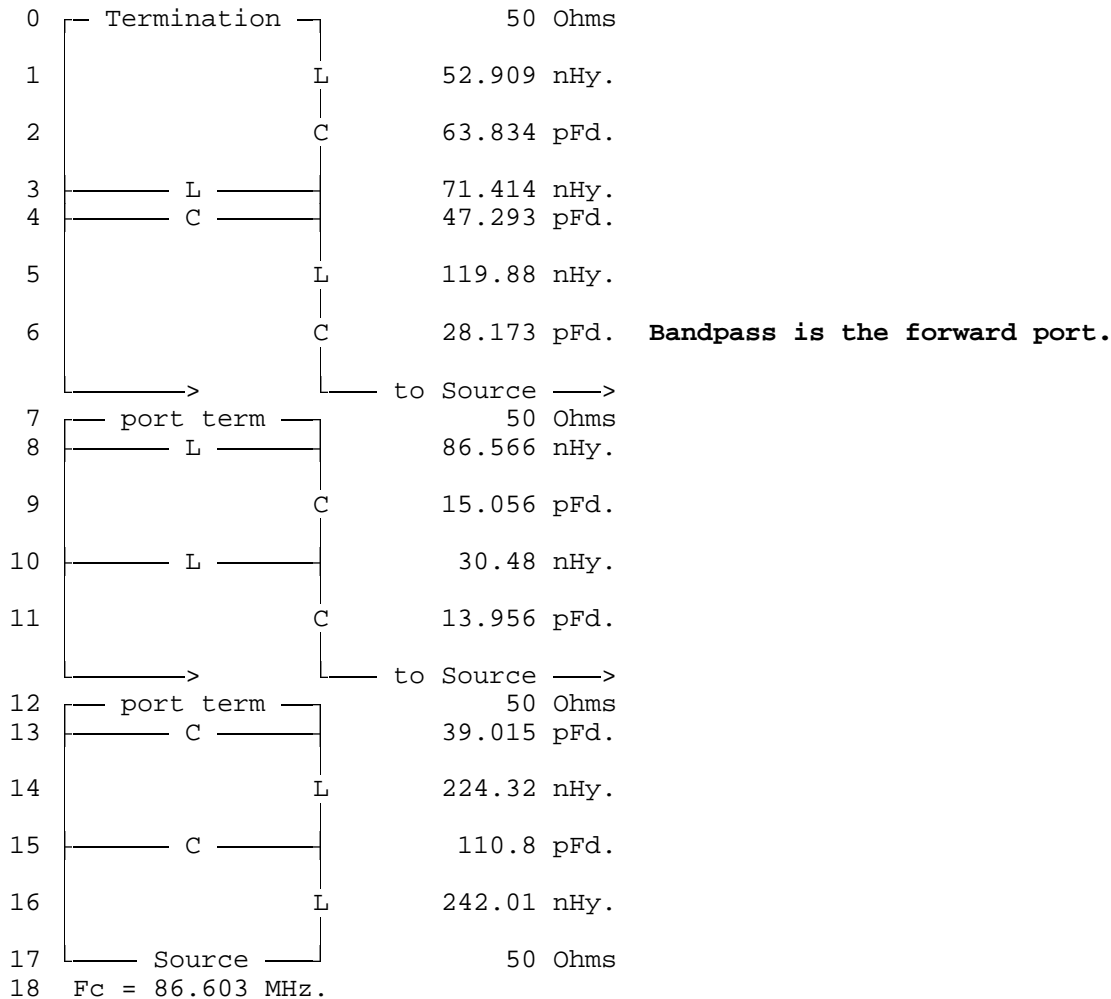 0 Termination 50 Ohms
1 L 52.909 nHy.
2 C 63.834 pFd.
3 L 71.414 nHy.
4 C 47.293 pFd.
5 L 119.88 nHy.
6 C 28.173 pFd. Bandpass is the forward port.
> to Source >
7 port term 50 Ohms
8 L 86.566 nHy.
9 C 15.056 pFd.
10 L 30.48 nHy.
11 C 13.956 pFd.
> to Source >
12 port term 50 Ohms
13 C 39.015 pFd.
14 L 224.32 nHy.
15 C 110.8 pFd.
16 L 242.01 nHy.
17 Source 50 Ohms
18 Fc = 86.603 MHz.